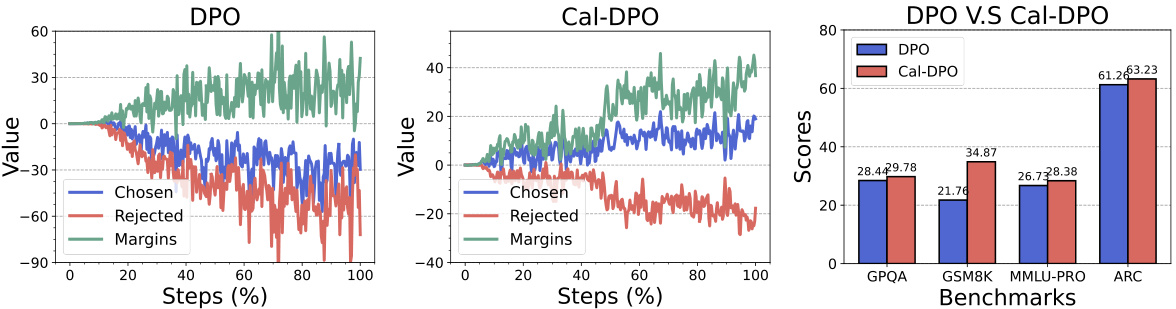 DPO
Value
60
30
0
−30
−60
−90
Chosen
Rejected
Margins
0 20 40 60 80 100
Steps (%)
Cal-DPO
Value
40
20
0
−20
−40
Chosen
Rejected
Margins
0 20 40 60 80 100
Steps (%)
DPO V.S Cal-DPO
Scores
80
60
40
20
0
DPO
Cal-DPO
28.44 29.78
21.76 34.87
26.73 28.38
61.26 63.23
GPQA GSM8K MMLU-PRO ARC
Benchmarks